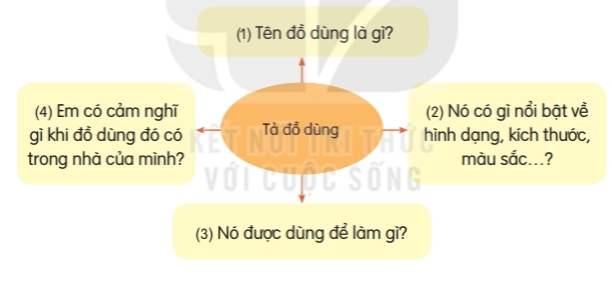 (1) Tên đồ dùng là gì?
(4) Em có cảm nghĩ
gì khi đồ dùng đó có
trong nhà của mình?
Tả đồ dùng
(2) Nó có gì nổi bật về
hình dạng, kích thước,
màu sắc...?
KẾT NỐI TRI THỨC
VỚI CUỘC SỐNG
(3) Nó được dùng để làm gì?